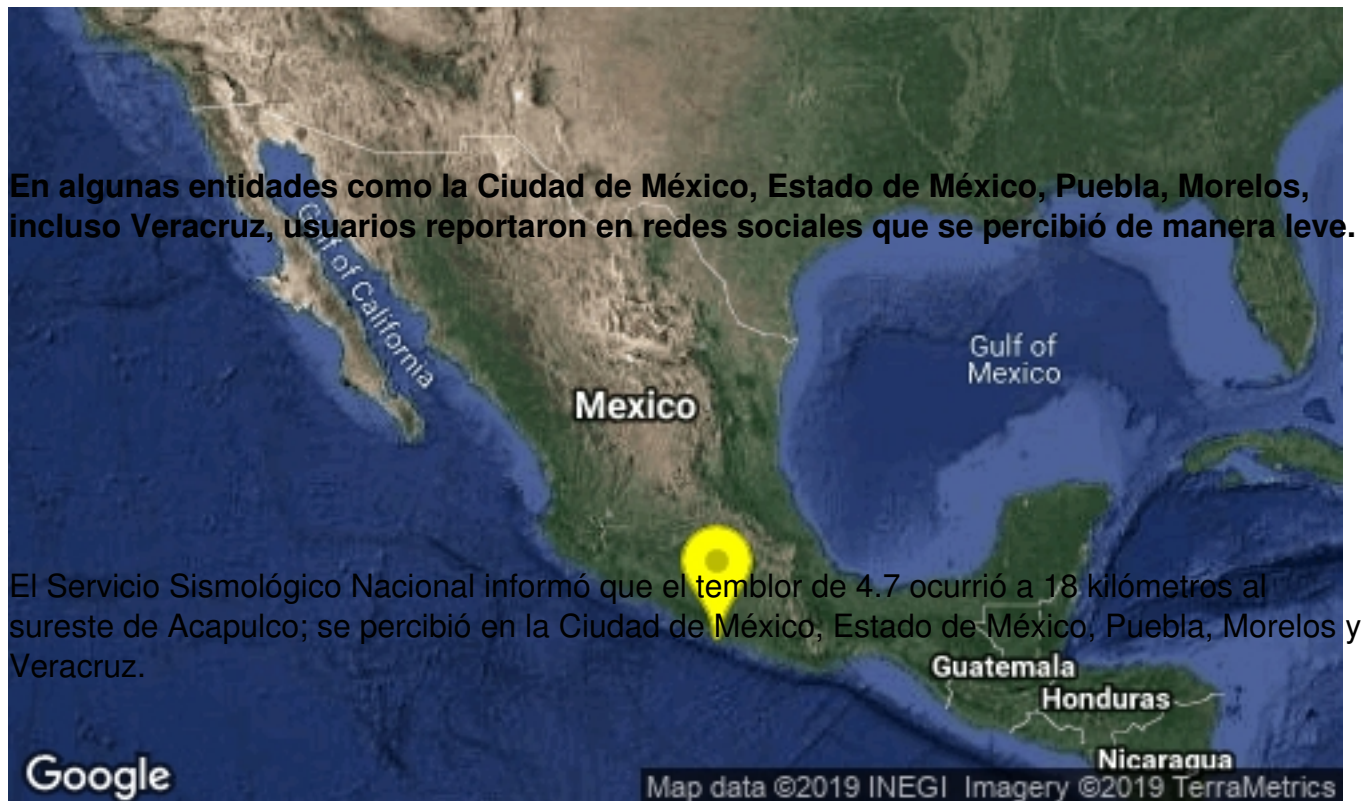 En algunas entidades como la Ciudad de México, Estado de México, Puebla, Morelos,
incluso Veracruz, usuarios reportaron en redes sociales que se percibió de manera leve.
Gulf of California
Gulf of
Mexico
Mexico
El Servicio Sismológico Nacional informó que el temblor de 4.7 ocurrió a 18 kilómetros al
sureste de Acapulco; se percibió en la Ciudad de México, Estado de México, Puebla, Morelos y
Veracruz.
Guatemala
Honduras
Nicaragua
Google
Map data ©2019 INEGI Imagery ©2019 TerraMetrics